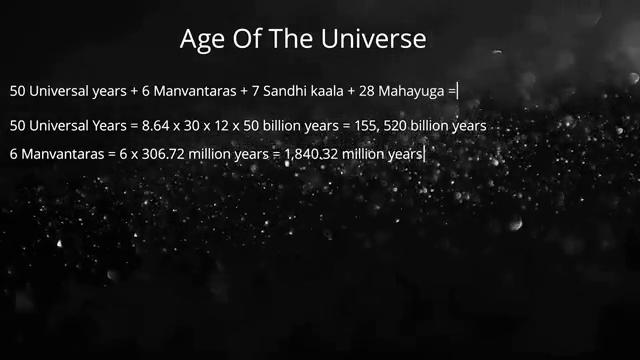 Age Of The Universe
50 Universal years + 6 Manvantaras + 7 Sandhi kaala + 28 Mahayuga =
50 Universal Years = 8.64 x 30 x 12 x 50 billion years = 155, 520 billion years
6 Manvantaras = 6 x 306.72 million years = 1,840.32 million years